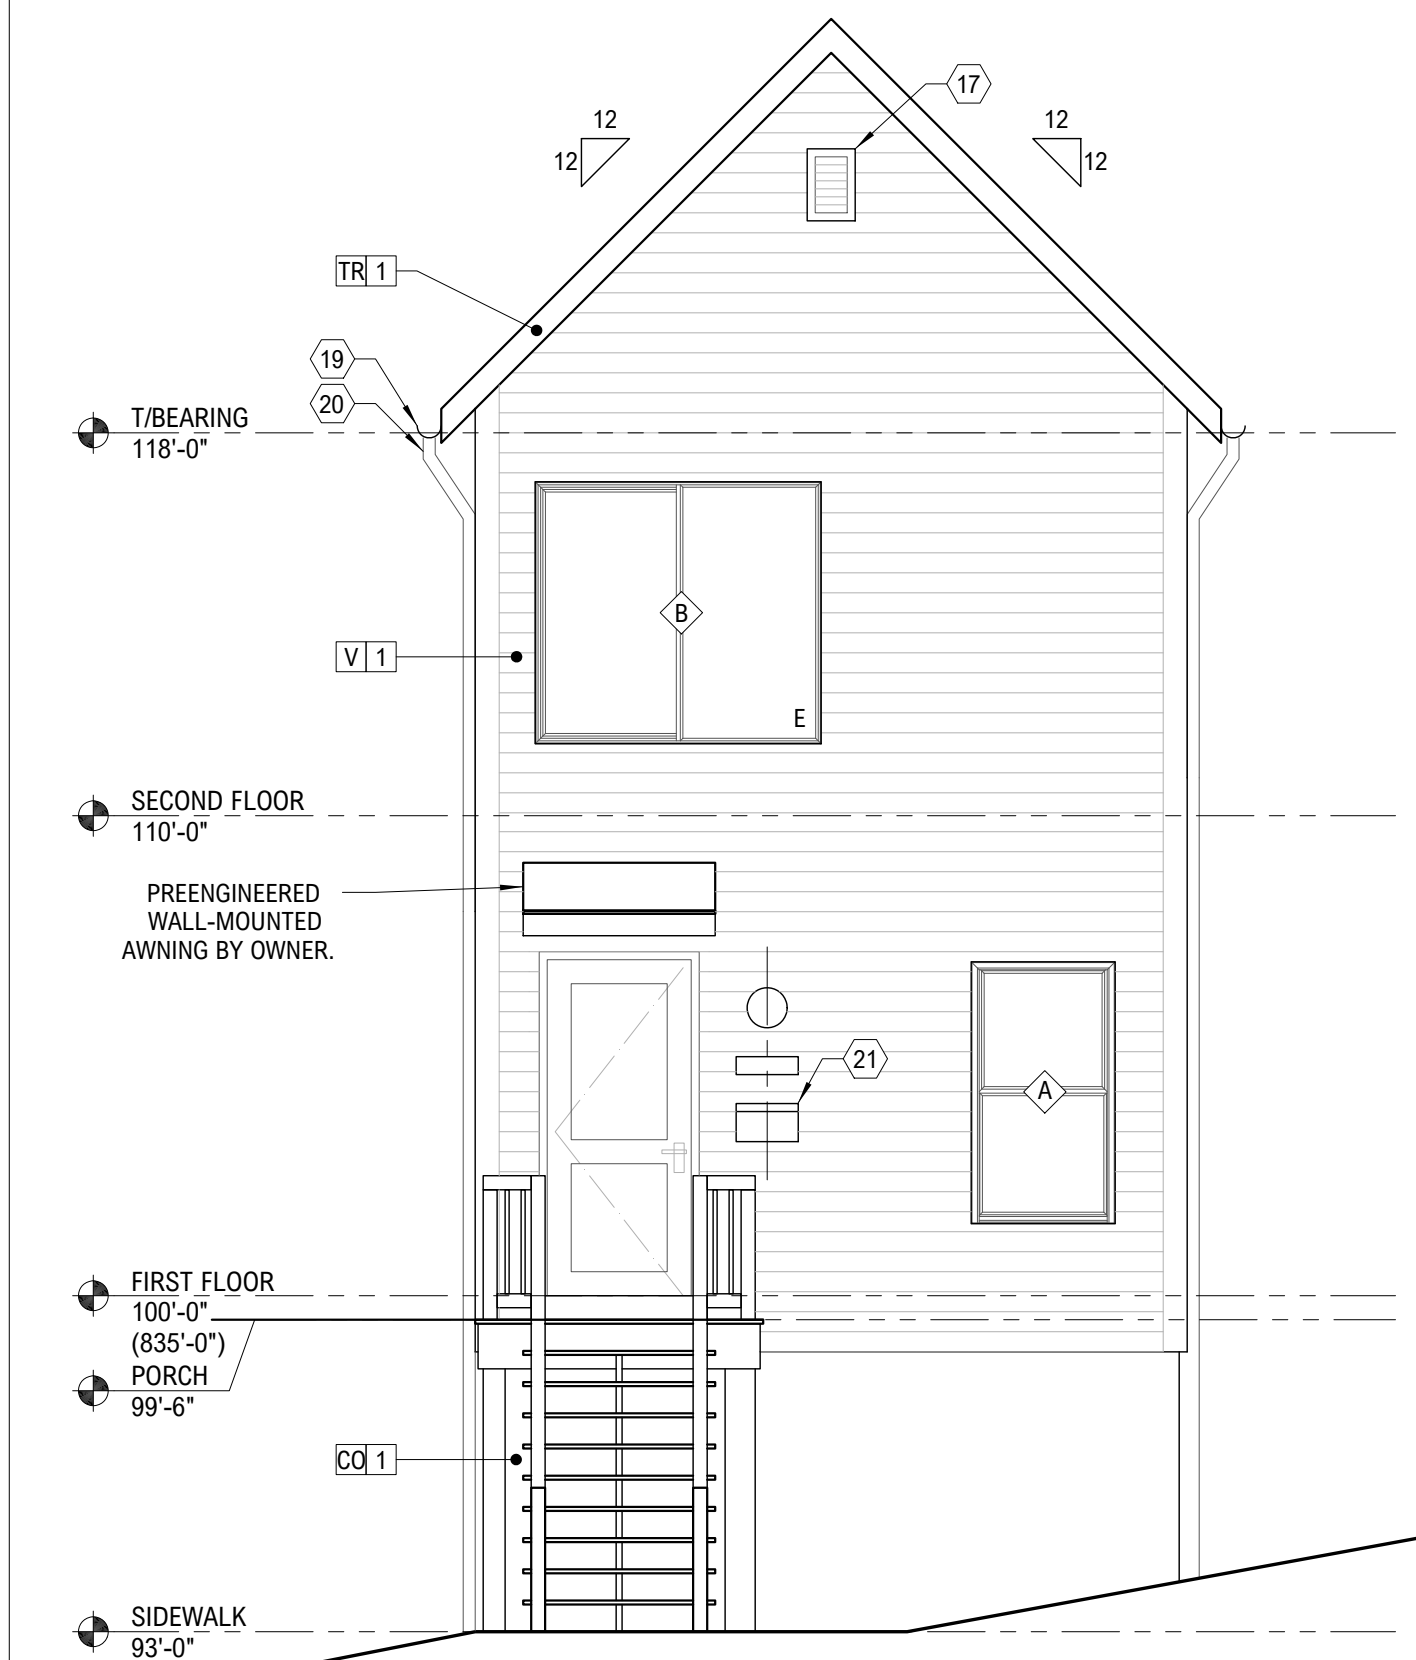 17
12
12
12
12
TR 1
19
20
T/BEARING
118'-0"
B
V 1
E
SECOND FLOOR
110'-0"
PREENGINEERED
WALL-MOUNTED
AWNING BY OWNER.
21
A
FIRST FLOOR
100'-0"
(835'-0")
PORCH
99'-6"
CO 1
SIDEWALK
93'-0"